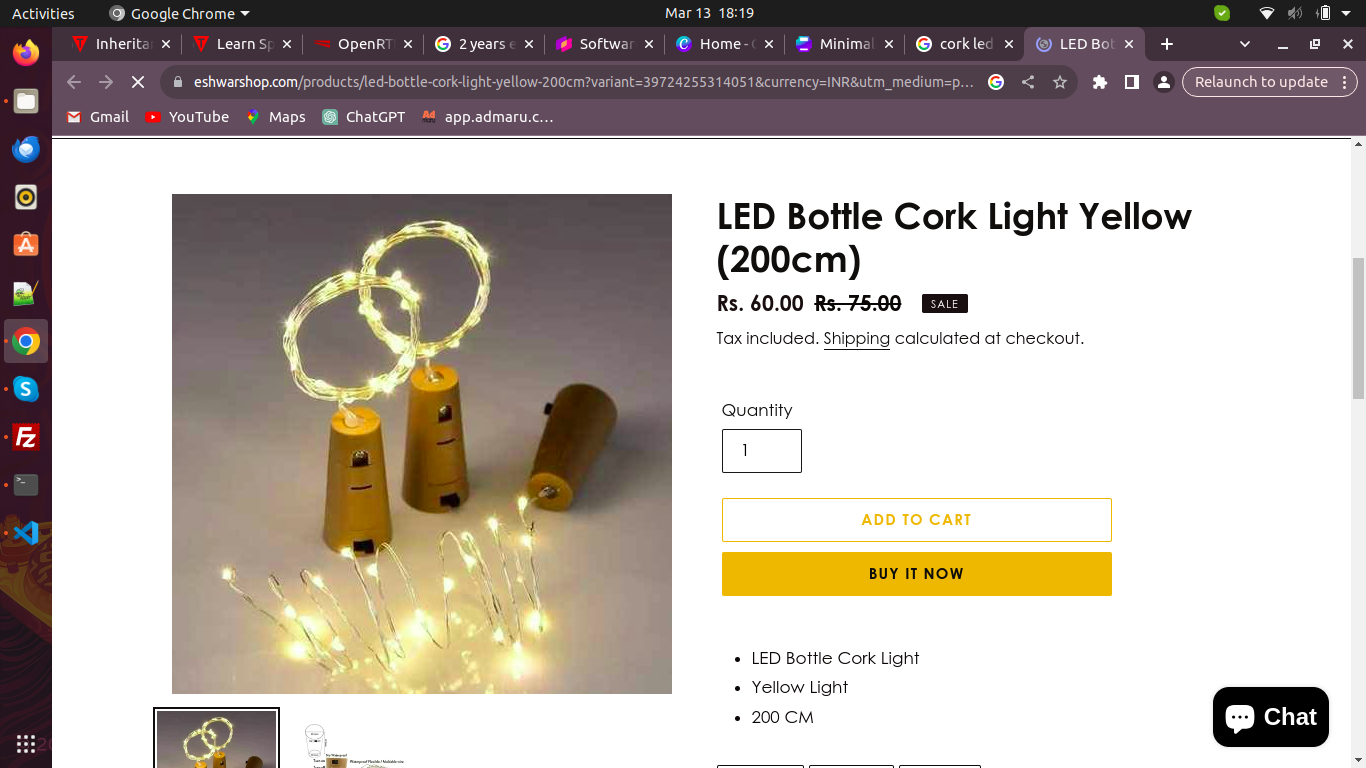 Activities
Google Chrome
Mar 13 18:19
Inherita
Learn Sp
OpenRT
2 years e
Softwar
Home - C
Minimal
cork led
LED Bot
eshwarshop.com/products/led-bottle-cork-light-yellow-200cm?variant=39724255314051&currency=INR&utm_medium=p...
Relaunch to update
Gmail
YouTube
Maps
ChatGPT
app.admaru.c...
LED Bottle Cork Light Yellow
(200cm)
Rs. 60.00 Rs. 75.00 SALE
Tax included. Shipping calculated at checkout.
Quantity
1
ADD TO CART
BUY IT NOW
LED Bottle Cork Light
Yellow Light
200 CM
Chat